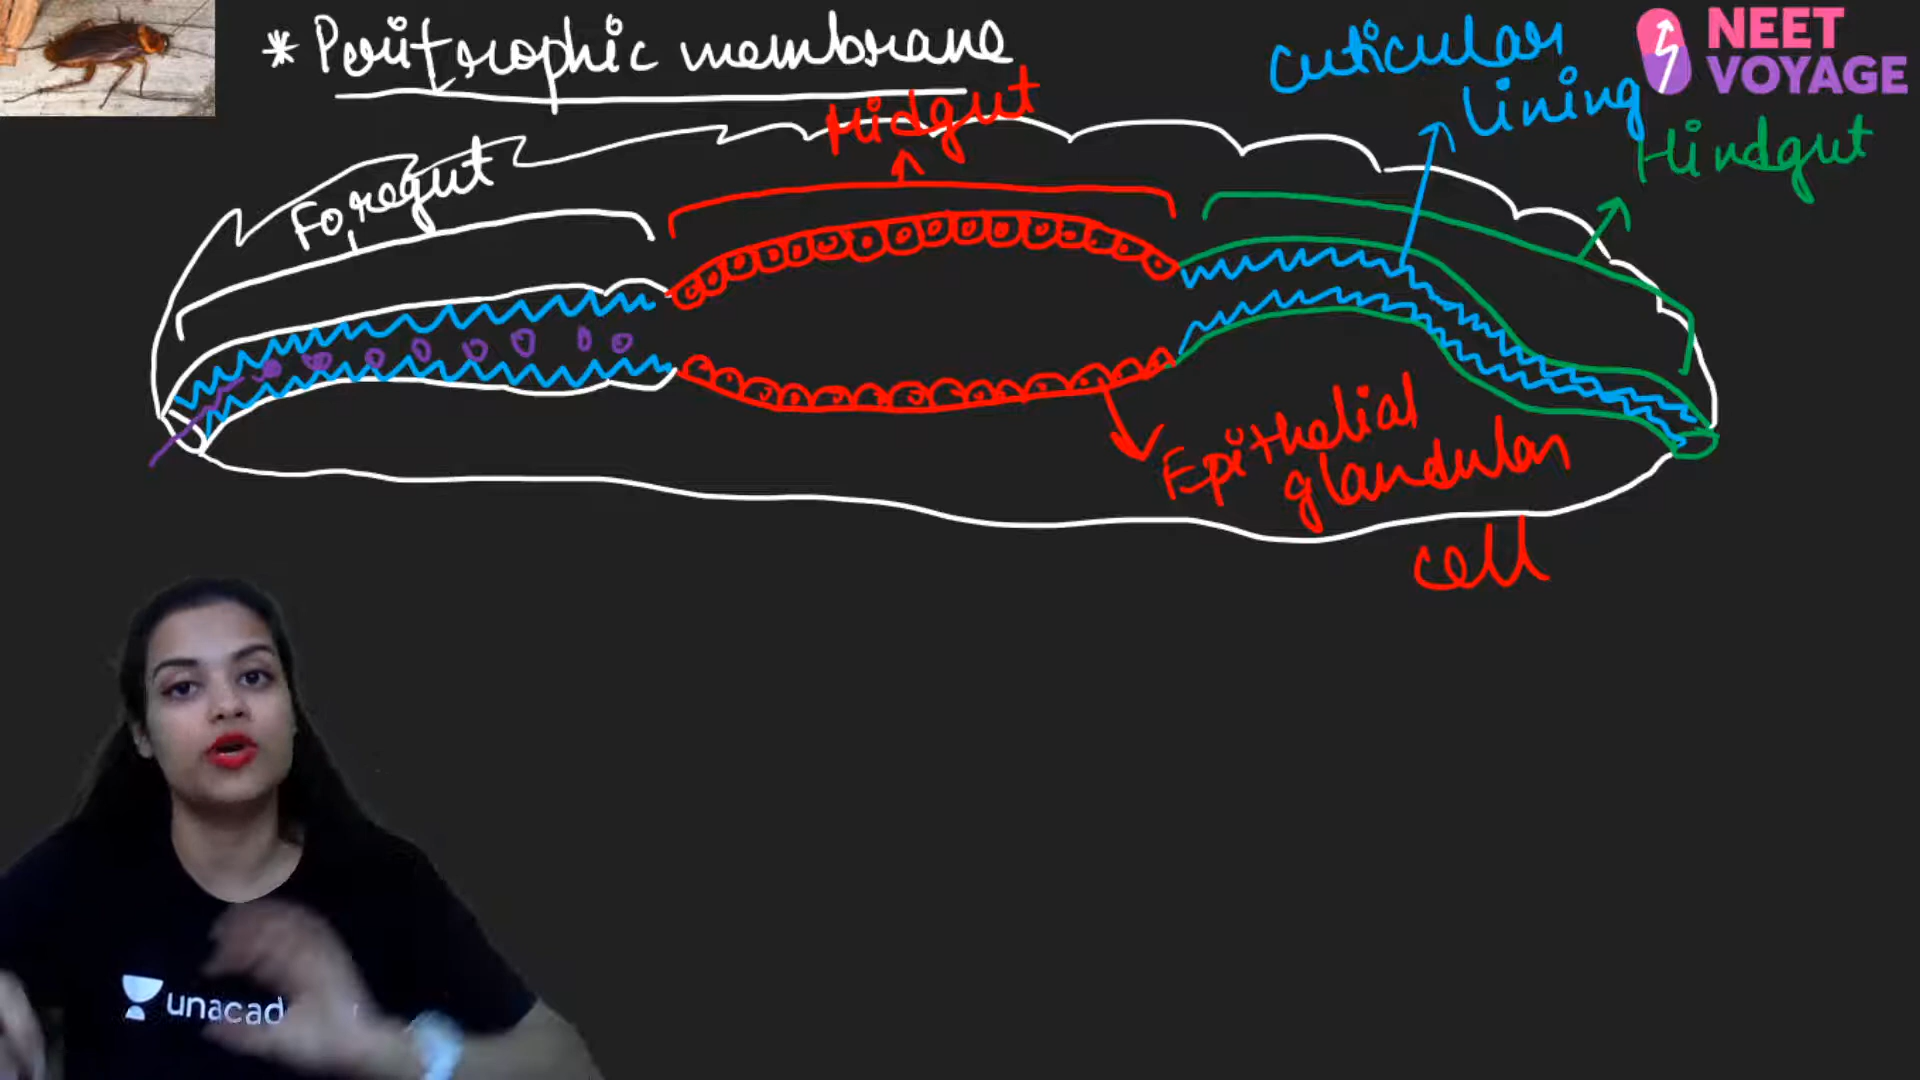 * Peritrophic membrane
cuticular
lining
NEET
VOYAGE
Midgut
Hindgut
Foregut
Epithelial
glandular
cell
unacad